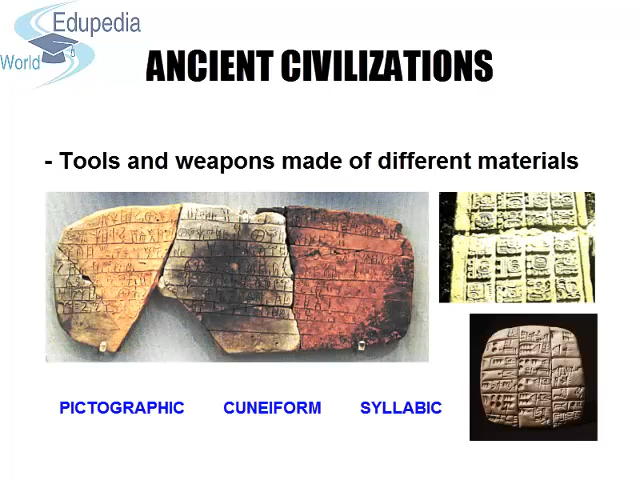 Edupedia
World
ANCIENT CIVILIZATIONS
- Tools and weapons made of different materials
PICTOGRAPHIC CUNEIFORM SYLLABIC